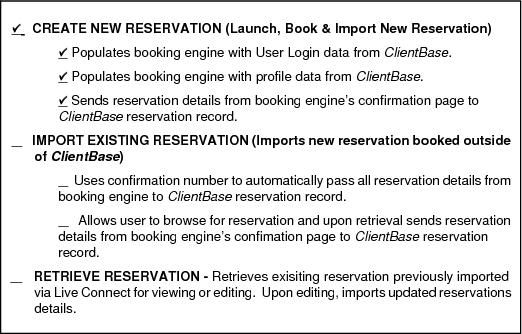 ✓ CREATE NEW RESERVATION (Launch, Book & Import New Reservation)
✓ Populates booking engine with User Login data from ClientBase.
✓ Populates booking engine with profile data from ClientBase.
✓ Sends reservation details from booking engine's confirmation page to
ClientBase reservation record.
__ IMPORT EXISTING RESERVATION (Imports new reservation booked outside
of ClientBase)
__ Uses confirmation number to automatically pass all reservation details from
booking engine to ClientBase reservation record.
__ Allows user to browse for reservation and upon retrieval sends reservation
details from booking engine's confimation page to ClientBase reservation
record.
__ RETRIEVE RESERVATION - Retrieves exisiting reservation previously imported
via Live Connect for viewing or editing. Upon editing, imports updated reservations
details.